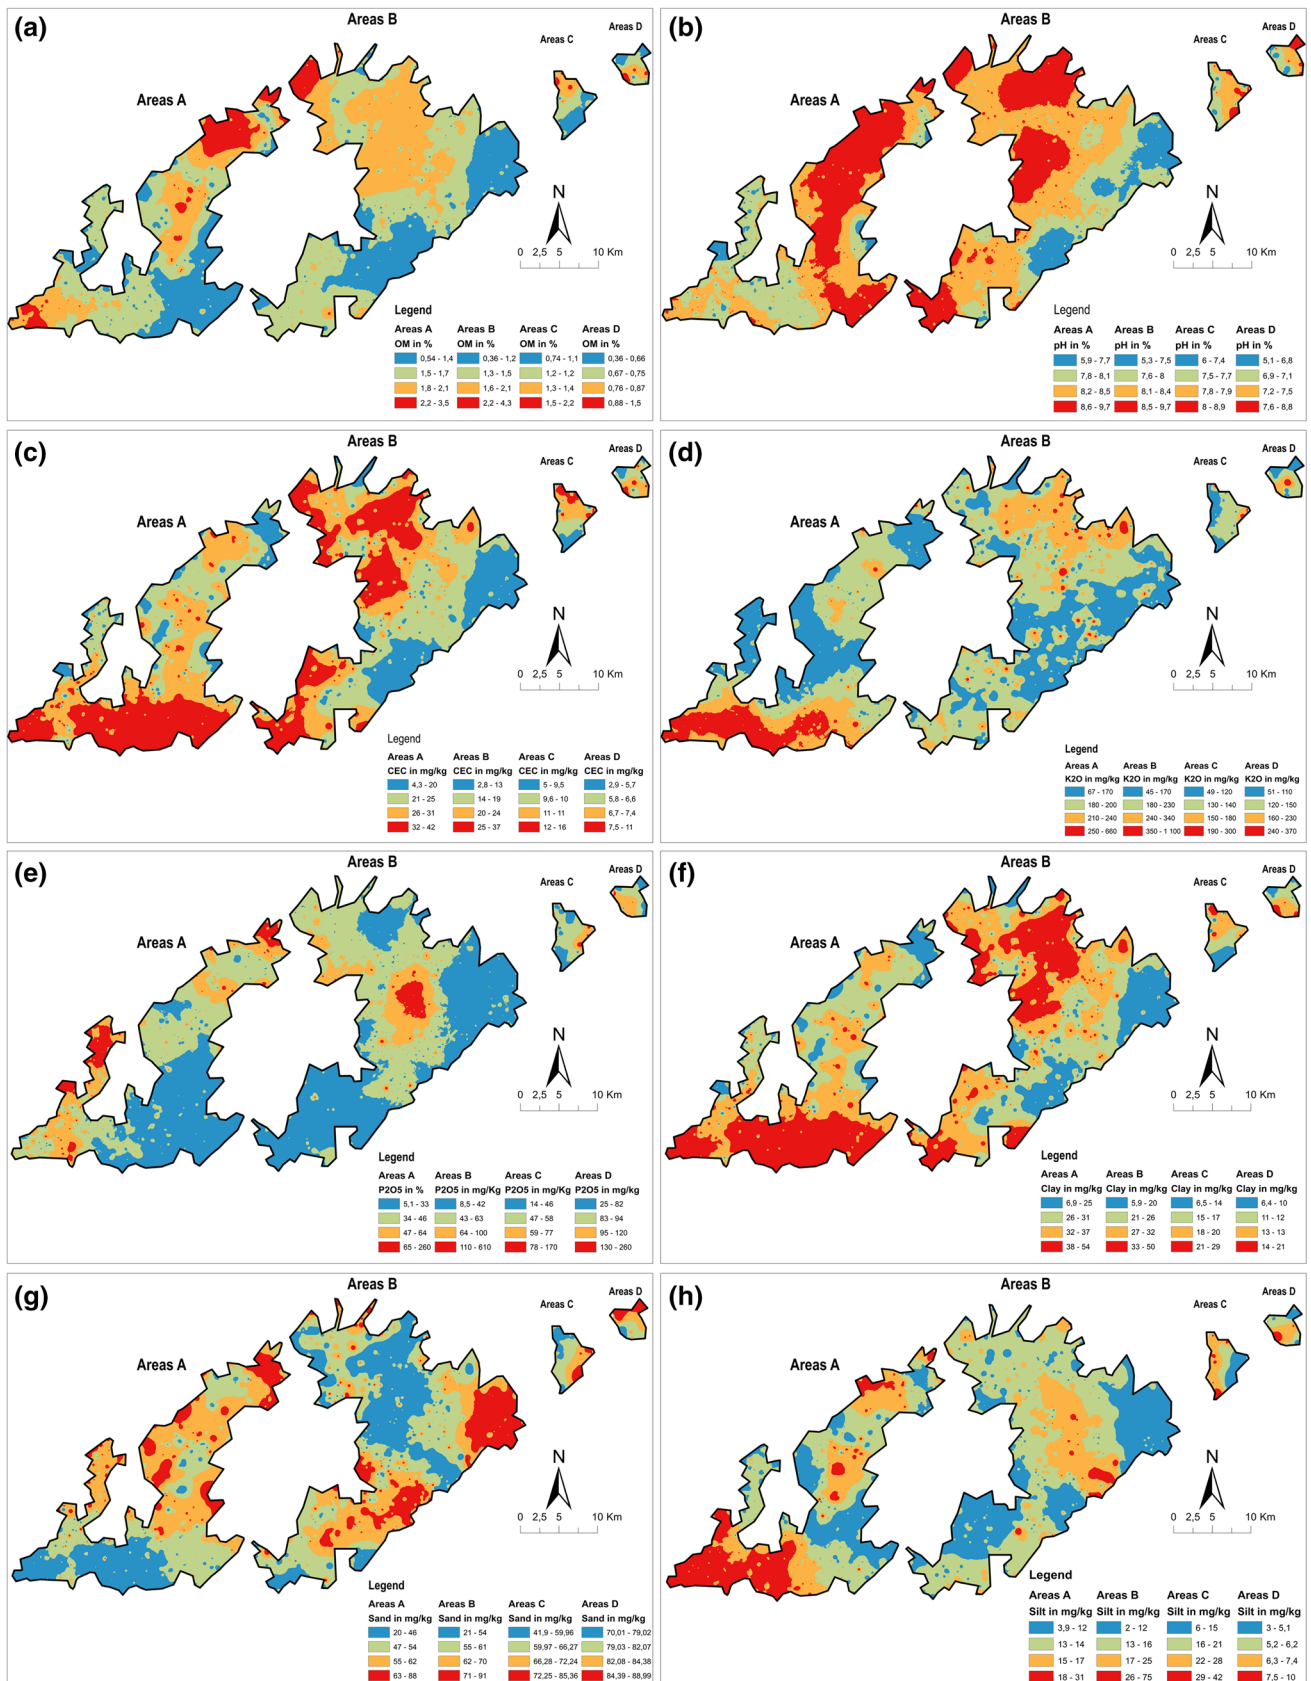 (a)
Areas B
Areas D
Areas C
Areas A
N
0 2,5 5 10 Km
Legend
Areas A Areas B Areas C Areas D
OM in % OM in % OM in % OM in %
0,54 - 1,4 0,36 - 1,2 0,74 - 1,1 0,36 - 0,66
1,5 - 1,7 1,3 - 1,5 1,2 - 1,2 0,67 - 0,75
1,8 - 2,1 1,6 - 2,1 1,3 - 1,4 0,76 - 0,87
2,2 - 3,5 2,2 - 4,3 1,5 - 2,2 0,88 - 1,5
(b)
Areas B
Areas D
Areas C
Areas A
N
0 2,5 5 10 Km
Legend
Areas A Areas B Areas C Areas D
pH in % pH in % pH in % pH in %
5,9 - 7,7 5,3 - 7,5 6 - 7,4 5,1 - 6,8
7,8 - 8,1 7,6 - 8 7,5 - 7,7 6,9 - 7,1
8,2 - 8,5 8,1 - 8,4 7,8 - 7,9 7,2 - 7,5
8,6 - 9,7 8,5 - 9,7 8 - 8,9 7,6 - 8,8
(c)
Areas B
Areas D
Areas C
Areas A
N
0 2,5 5 10 Km
Legend
Areas A Areas B Areas C Areas D
CEC in mg/kg CEC in mg/kg CEC in mg/kg CEC in mg/kg
4,3 - 20 2,8 - 13 5 - 9,5 2,9 - 5,7
21 - 25 14 - 19 9,6 - 10 5,8 - 6,6
26 - 31 20 - 24 11 - 11 6,7 - 7,4
32 - 42 25 - 37 12 - 16 7,5 - 11
(d)
Areas B
Areas D
Areas C
Areas A
N
0 2,5 5 10 Km
Legend
Areas A Areas B Areas C Areas D
K2O in mg/kg K2O in mg/kg K2O in mg/kg K2O in mg/kg
67 - 170 45 - 170 49 - 120 51 - 110
180 - 200 180 - 230 130 - 140 120 - 150
210 - 240 240 - 340 150 - 180 160 - 230
250 - 660 350 - 1 100 190 - 300 240 - 370
(e)
Areas B
Areas D
Areas C
Areas A
N
0 2,5 5 10 Km
Legend
Areas A Areas B Areas C Areas D
P2O5 in % P2O5 in mg/Kg P2O5 in mg/Kg P2O5 in mg/kg
5,1 - 33 8,5 - 42 14 - 46 25 - 82
34 - 46 43 - 63 47 - 58 83 - 94
47 - 64 64 - 100 59 - 77 95 - 120
65 - 260 110 - 610 78 - 170 130 - 260
(f)
Areas B
Areas D
Areas C
Areas A
N
0 2,5 5 10 Km
Legend
Areas A Areas B Areas C Areas D
Clay in mg/kg Clay in mg/kg Clay in mg/kg Clay in mg/kg
6,9 - 25 5,9 - 20 6,5 - 14 6,4 - 10
26 - 31 21 - 26 15 - 17 11 - 12
32 - 37 27 - 32 18 - 20 13 - 13
38 - 54 33 - 50 21 - 29 14 - 21
(g)
Areas B
Areas D
Areas C
Areas A
N
0 2,5 5 10 Km
Legend
Areas A Areas B Areas C Areas D
Sand in mg/kg Sand in mg/kg Sand in mg/kg Sand in mg/kg
20 - 46 21 - 54 41,9 - 59,96 70,01 - 79,02
47 - 54 55 - 61 59,97 - 66,27 79,03 - 82,07
55 - 62 62 - 70 66,28 - 72,24 82,08 - 84,38
63 - 88 71 - 91 72,25 - 85,36 84,39 - 88,99
(h)
Areas B
Areas D
Areas C
Areas A
N
0 2,5 5 10 Km
Legend
Areas A Areas B Areas C Areas D
Silt in mg/kg Silt in mg/kg Silt in mg/kg Silt in mg/kg
3,9 - 12 2 - 12 6 - 15 3 - 5,1
13 - 14 13 - 16 16 - 21 5,2 - 6,2
15 - 17 17 - 25 22 - 28 6,3 - 7,4
18 - 31 26 - 75 29 - 42 7,5 - 10